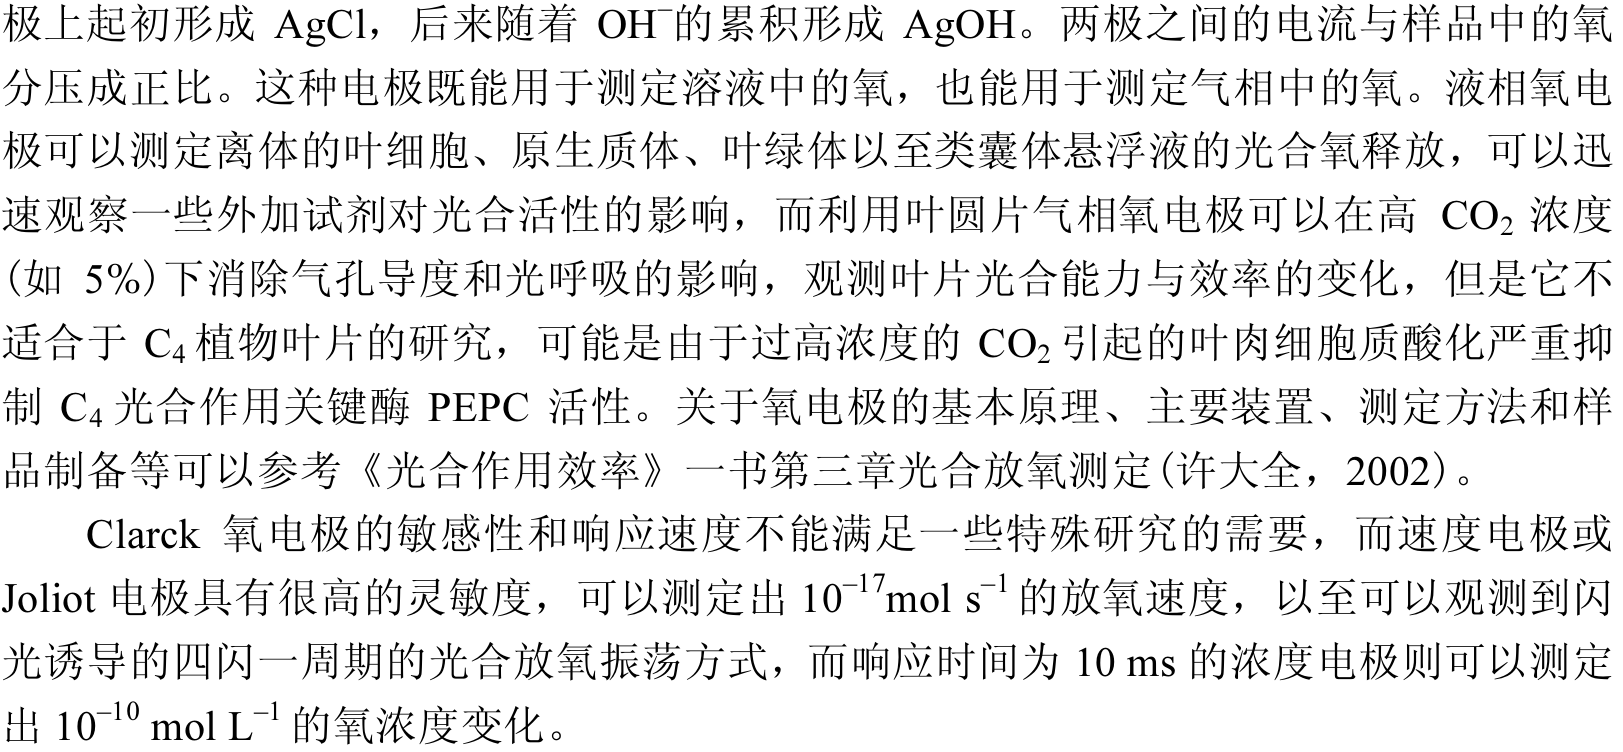 极上起初形成 AgCl，后来随着 OH⁻的累积形成 AgOH。两极之间的电流与样品中的氧
分压成正比。这种电极既能用于测定溶液中的氧，也能用于测定气相中的氧。液相氧电
极可以测定离体的叶细胞、原生质体、叶绿体以至类囊体悬浮液的光合氧释放，可以迅
速观察一些外加试剂对光合活性的影响，而利用叶圆片气相氧电极可以在高 CO₂ 浓度
(如 5%)下消除气孔导度和光呼吸的影响，观测叶片光合能力与效率的变化，但是它不
适合于 C₄植物叶片的研究，可能是由于过高浓度的 CO₂引起的叶肉细胞质酸化严重抑
制 C₄光合作用关键酶 PEPC 活性。关于氧电极的基本原理、主要装置、测定方法和样
品制备等可以参考《光合作用效率》一书第三章光合放氧测定(许大全，2002)。
Clarck 氧电极的敏感性和响应速度不能满足一些特殊研究的需要，而速度电极或
Joliot 电极具有很高的灵敏度，可以测定出 10⁻¹⁷mol s⁻¹的放氧速度，以至可以观测到闪
光诱导的四闪一周期的光合放氧振荡方式，而响应时间为 10 ms 的浓度电极则可以测定
出 10⁻¹⁰ mol L⁻¹的氧浓度变化。